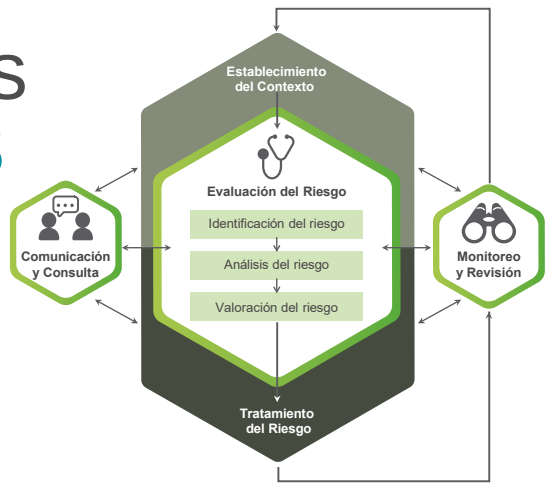 Establecimiento
del Contexto
Evaluación del Riesgo
Identificación del riesgo
Análisis del riesgo
Valoración del riesgo
Comunicación
y Consulta
Monitoreo
y Revisión
Tratamiento
del Riesgo